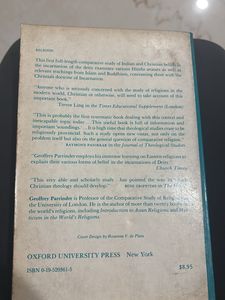 RELIGION
This first full-length comparative study of Indian and Christian beliefs in
the incarnation of the deity examines various Hindu avatars as well as
relevant teachings from Islam and Buddhism, contrasting them with the
Christian doctrine of Incarnation.
"Anyone who is seriously concerned with the study of religions in the
modern world, Christian or otherwise, will need to take account of this
important book."
Trevor Ling in the Times Educational Supplement (London)
"This is probably the first systematic book dealing with this central and
inescapable topic today. This useful book is full of information and
important soundings. . . . It is high time that theological studies cease to be
religiously provincial. Such a study opens new vistas, not only on the
problem itself but also on the general question of comparative religion."
RAYMOND PANIKKAR in the Journal of Theological Studies
"Geoffrey Parrinder employs his immense learning on Eastern religions to
explain their various forms of belief in the incarnations of the Deity."
Church Times
"This very able and scholarly study. Just pointed the way in which
Christian theology should develop."
Geoffrey Parrinder is Professor of the Comparative Study of Religions
the University of London. He is the author of more than twenty books
the world's religions, including Introduction to Asian Religions and Mys-
ticism in the World's Religions.
Cover Design by Roxanne V. de Plata
OXFORD UNIVERSITY PRESS New York
ISBN 0-19-520361-5
$8.95